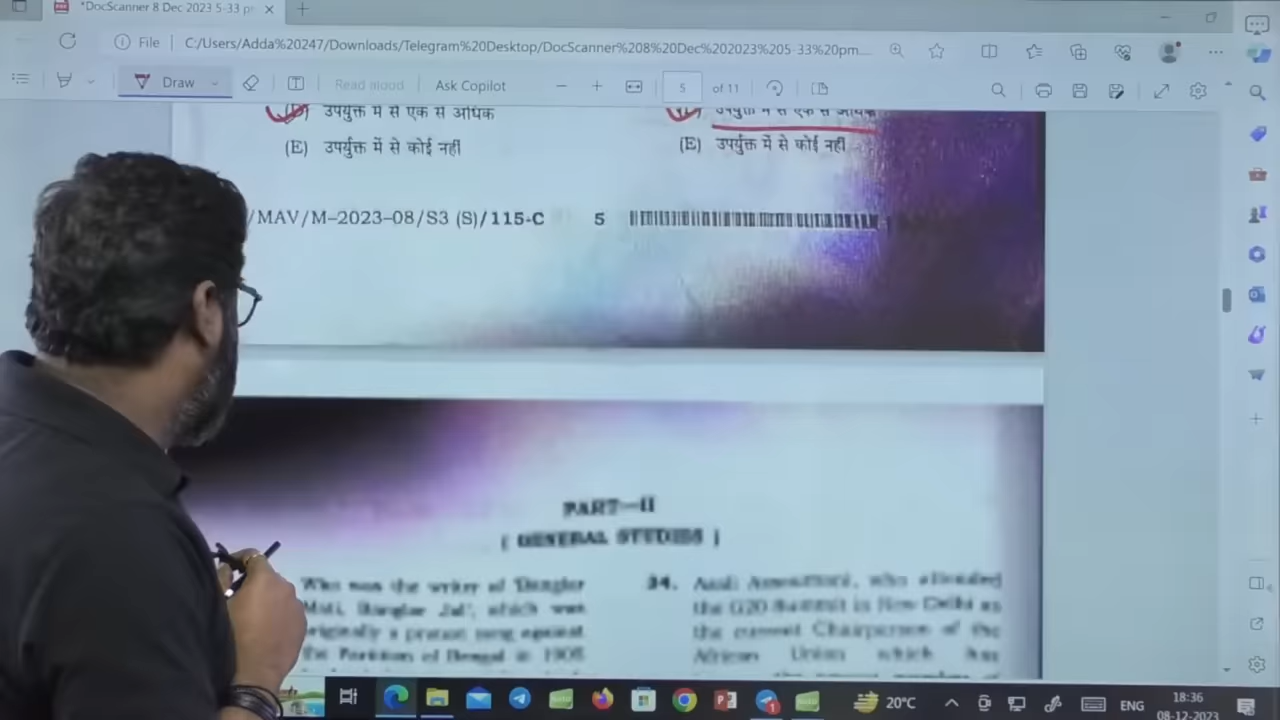 *DocScanner 8 Dec 2023 5-33 p
File C:/Users/Adda%20247/Downloads/Telegram%20Desktop/DocScanner%208%20Dec%202023%205-33%20pm...
Draw Read aloud Ask Copilot 5 of 11
उपर्युक्त में से एक से अधिक उपर्युक्त में से एक से अधिक
(E) उपर्युक्त में से कोई नहीं (E) उपर्युक्त में से कोई नहीं
/MAV/M-2023-08/S3 (S)/115-C 5
PART—II
( GENERAL STUDIES )
Who was the writer of 'Banglar
Mati, Banglar Jal', which was
originally a protest song against
the Partition of Bengal in 1905
34. Azali Assoumani, who attended
the G20 Summit in New Delhi as
the current Chairperson of the
African Union which has
20°C ENG 18:36
08-12-2023